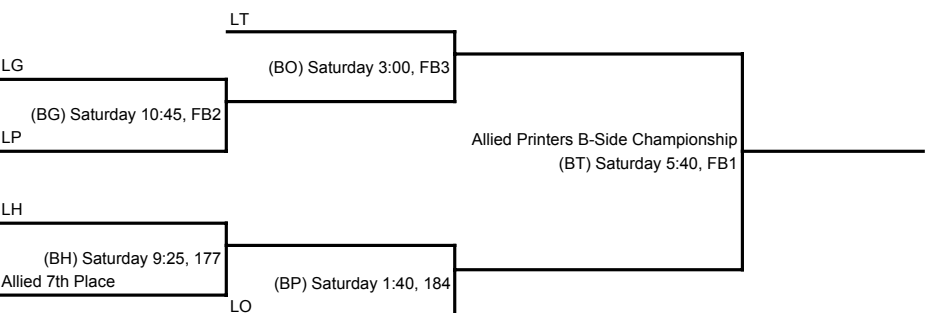 LT
LG
(BO) Saturday 3:00, FB3
(BG) Saturday 10:45, FB2
LP
Allied Printers B-Side Championship
(BT) Saturday 5:40, FB1
LH
(BH) Saturday 9:25, 177
Allied 7th Place
(BP) Saturday 1:40, 184
LO